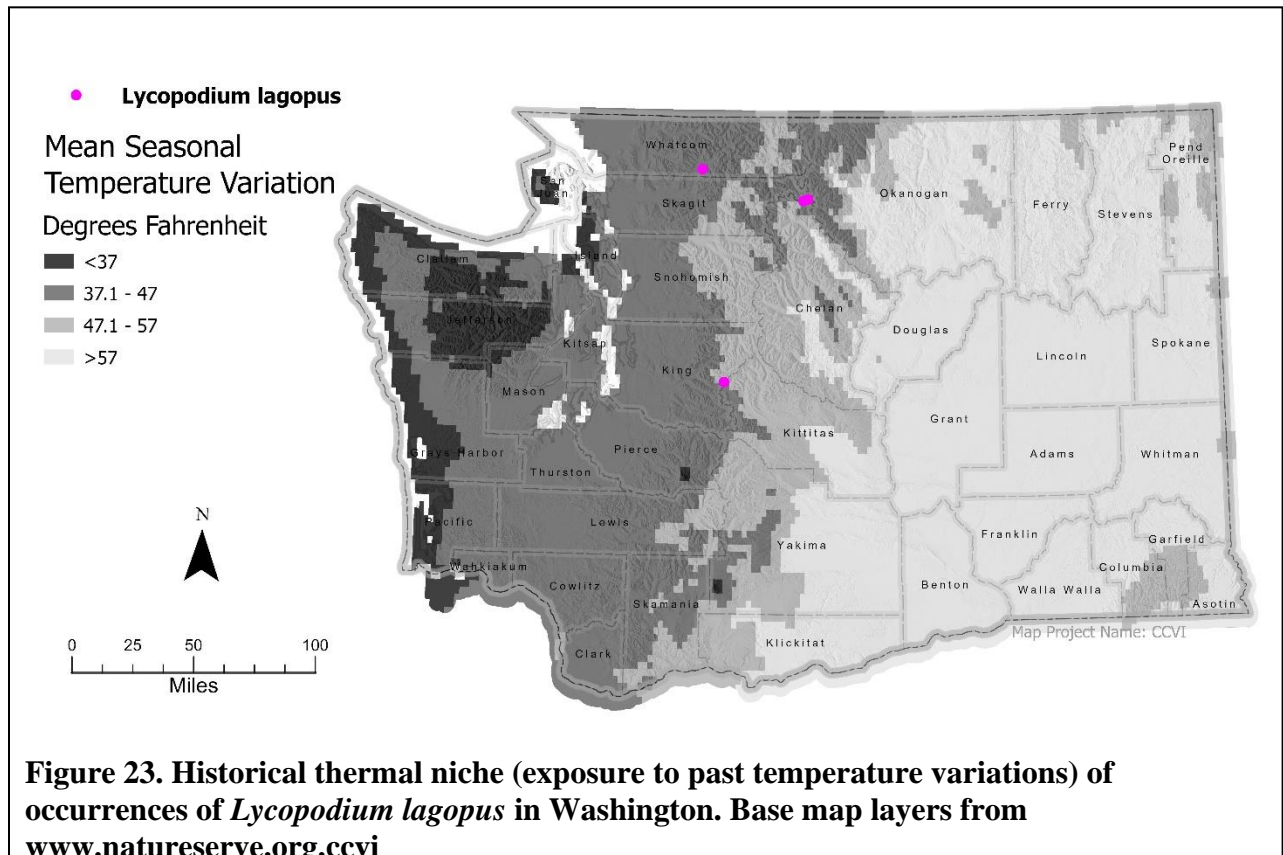 Lycopodium lagopus
Mean Seasonal
Temperature Variation
Degrees Fahrenheit
<37
37.1 - 47
47.1 - 57
>57
Whatcom
Pend
Oreille
San
Juan
Skagit
Okanogan
Ferry
Stevens
Clallam
Island
Snohomish
Chelan
Jefferson
Douglas
Kitsap
Lincoln
Spokane
King
Mason
Grant
Kittitas
Grays Harbor
Pierce
Adams
Whitman
Thurston
N
Pacific
Lewis
Franklin
Garfield
Yakima
Wahkiakum
Columbia
Cowlitz
Benton
Walla Walla
Skamania
Asotin
Map Project Name: CCVI
Klickitat
Clark
0 25 50 100
Miles
Figure 23. Historical thermal niche (exposure to past temperature variations) of
occurrences of Lycopodium lagopus in Washington. Base map layers from
www.natureserve.org.ccvi